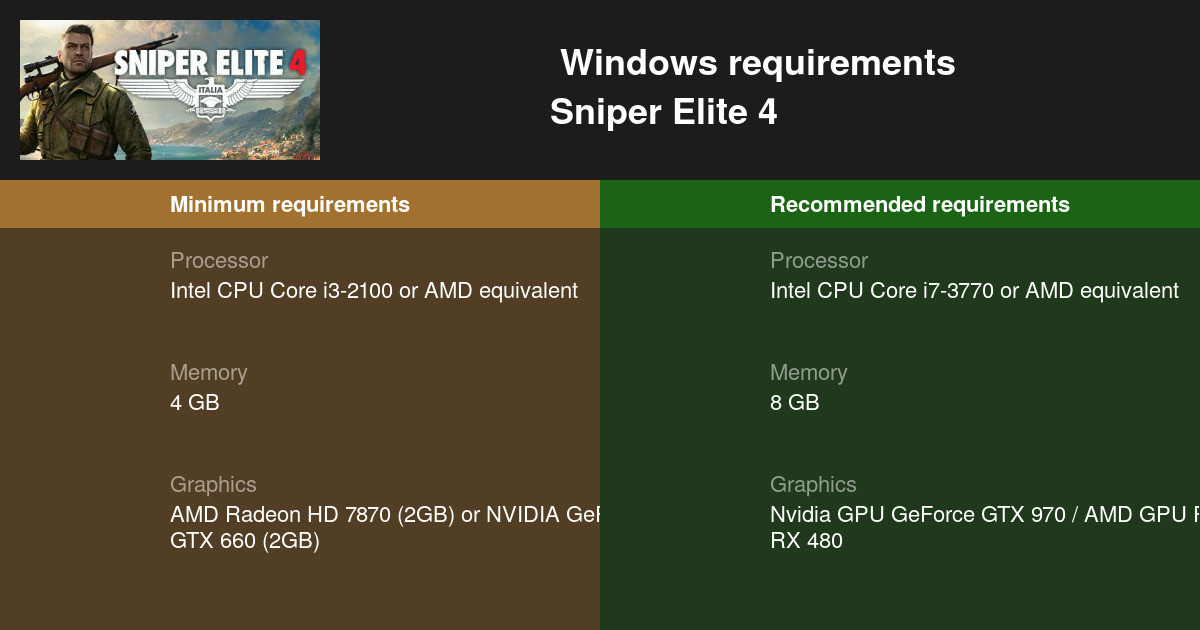 SNIPER ELITE 4
ITALIA
Windows requirements
Sniper Elite 4
Minimum requirements
Processor
Intel CPU Core i3-2100 or AMD equivalent
Memory
4 GB
Graphics
AMD Radeon HD 7870 (2GB) or NVIDIA
GTX 660 (2GB)
Recommended requirements
Processor
Intel CPU Core i7-3770 or AMD equivalent
Memory
8 GB
Graphics
Nvidia GPU GeForce GTX 970 / AMD GPU
RX 480